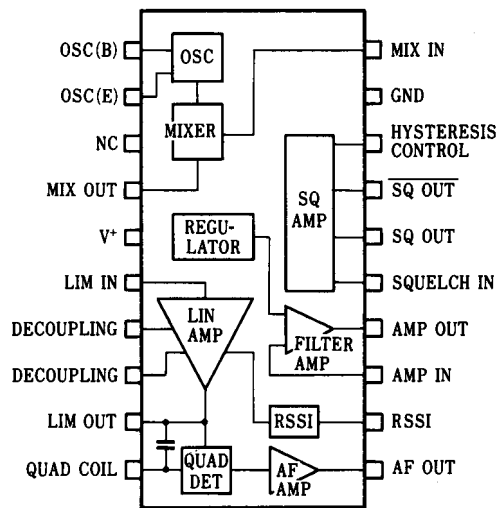 OSC(B)
OSC(E)
NC
MIX OUT
V⁺
LIM IN
DECOUPLING
DECOUPLING
LIM OUT
QUAD COIL
OSC
MIXER
REGU-
LATOR
LIN
AMP
QUAD
DET
SQ
AMP
FILTER
AMP
RSSI
AF
AMP
MIX IN
GND
HYSTERESIS
CONTROL
SQ OUT
SQ OUT
SQUELCH IN
AMP OUT
AMP IN
RSSI
AF OUT